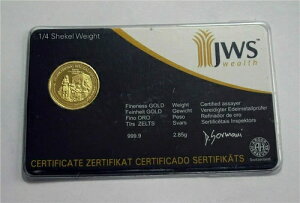 1/4 Shekel Weight
JWS
wealth
Fineness GOLD Weight Certified assayer
Feinheit GOLD Gewicht Vereidigter Edelmetallprüfer
Fino ORO Peso Refinador de oro
Tīrs ZELTS Svars Sertificētais Inspektors
999.9 2.85g
CERTIFICATE ZERTIFIKAT CERTIFICADO SERTIFIKĀTS